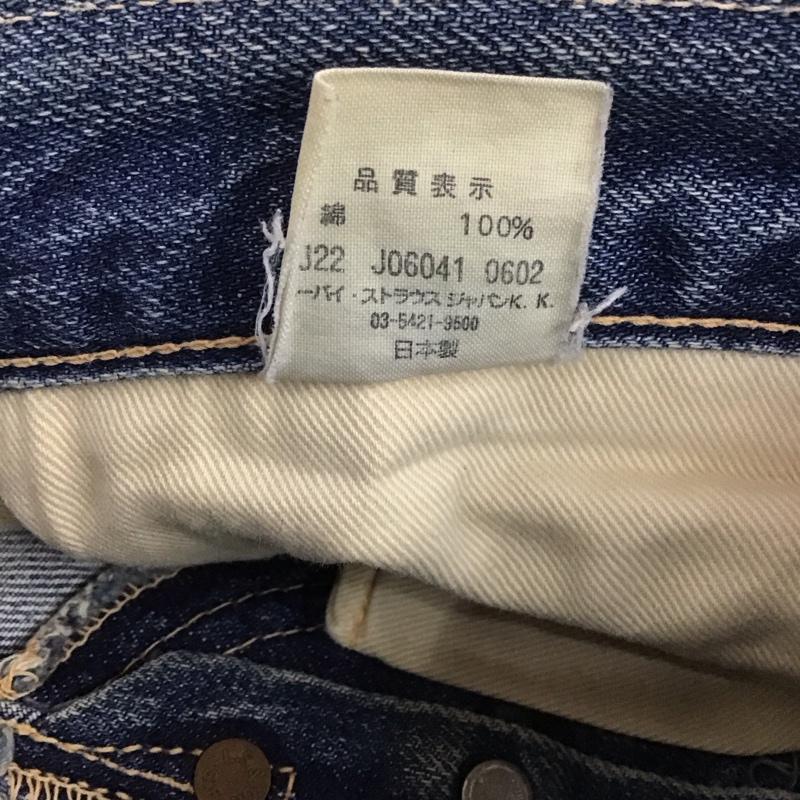 品質表示
綿 100%
J22 J06041 0602
ーバイ・ストラウス ジャパンK.K.
03-5421-9500
日本製